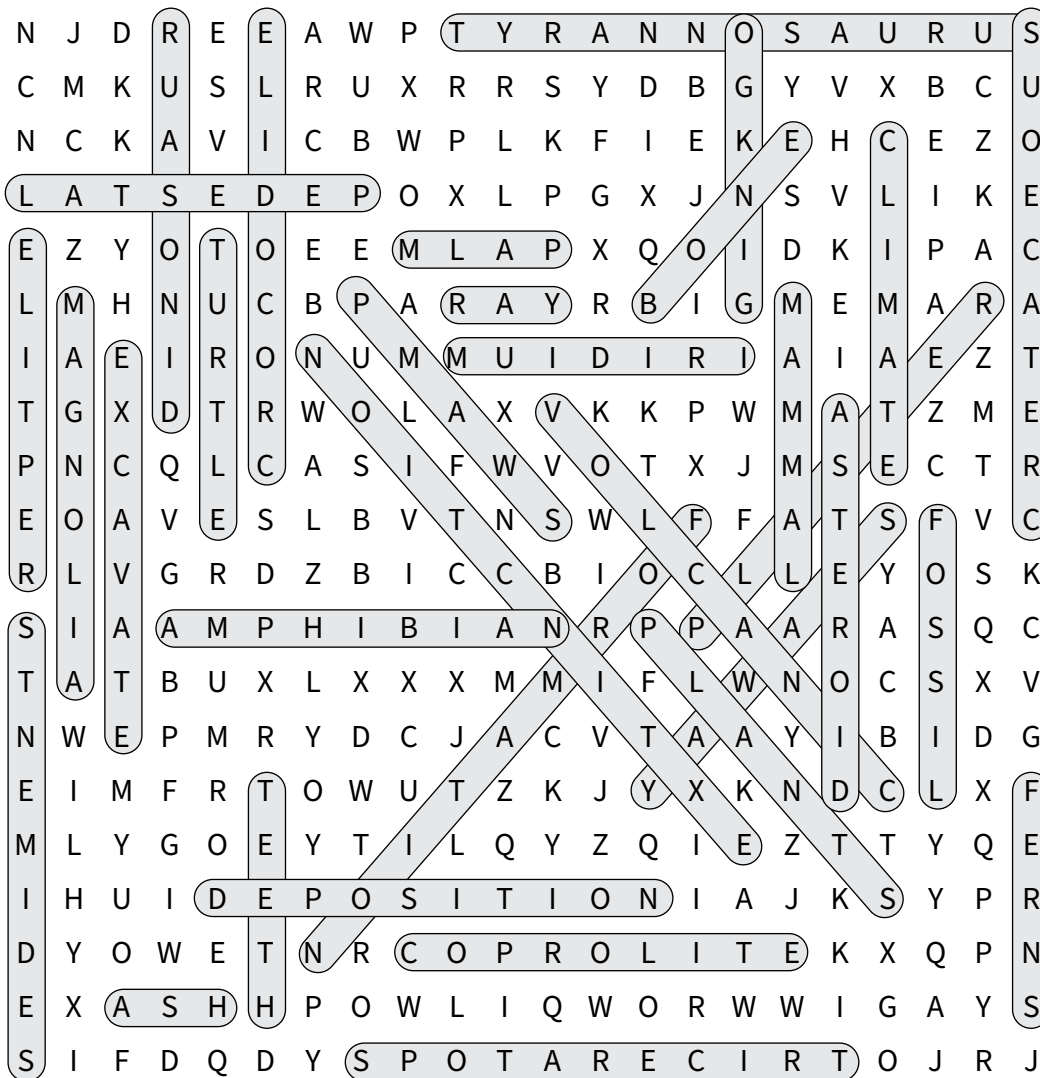 N J D R E E A W P T Y R A N N O S A U R U S
C M K U S L R U X R R S Y D B G Y V X B C U
N C K A V I C B W P L K F I E K E H C E Z O
L A T S E D E P O X L P G X J N S V L I K E
E Z Y O T O E E M L A P X Q O I D K I P A C
L M H N U C B P A R A Y R B I G M E M A R A
I A E I R O N U M M U I D I R I A I A E Z T
T G X D T R W O L A X V K K P W M A T Z M E
P N C Q L C A S I F W V O T X J M S E C T R
E O A V E S L B V T N S W L F F A T S F V C
R L V G R D Z B I C C B I O C L L E Y O S K
S I A A M P H I B I A N R P P A A R A S Q C
T A T B U X L X X X M M I F L W N O C S X V
N W E P M R Y D C J A C V T A A Y I B I D G
E I M F R T O W U T Z K J Y X K N D C L X F
M L Y G O E Y T I L Q Y Z Q I E Z T T Y Q E
I H U I D E P O S I T I O N I A J K S Y P R
D Y O W E T N R C O P R O L I T E K X Q P N
E X A S H H P O W L I Q W O R W W I G A Y S
S I F D Q D Y S P O T A R E C I R T O J R J